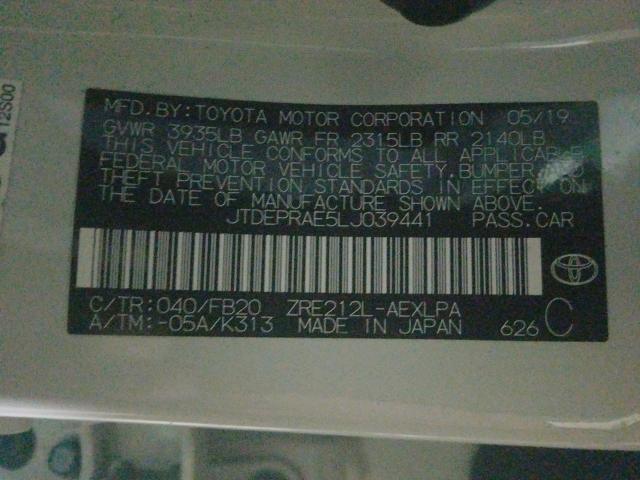 MFD.BY:TOYOTA MOTOR CORPORATION 05/19
GVWR 3935LB GAWR FR 2315LB RR 2140LB
THIS VEHICLE CONFORMS TO ALL APPLICABLE
FEDERAL MOTOR VEHICLE SAFETY.BUMPER.
PREVENTION STANDARDS IN EFFECT ON
THE DATE OF MANUFACTURE SHOWN ABOVE.
JTDEPRAE5LJ039441 PASS.CAR
C/TR:040/FB20 ZRE212L-AEXLPA
A/TM:-05A/K313 MADE IN JAPAN 626 C
12S00